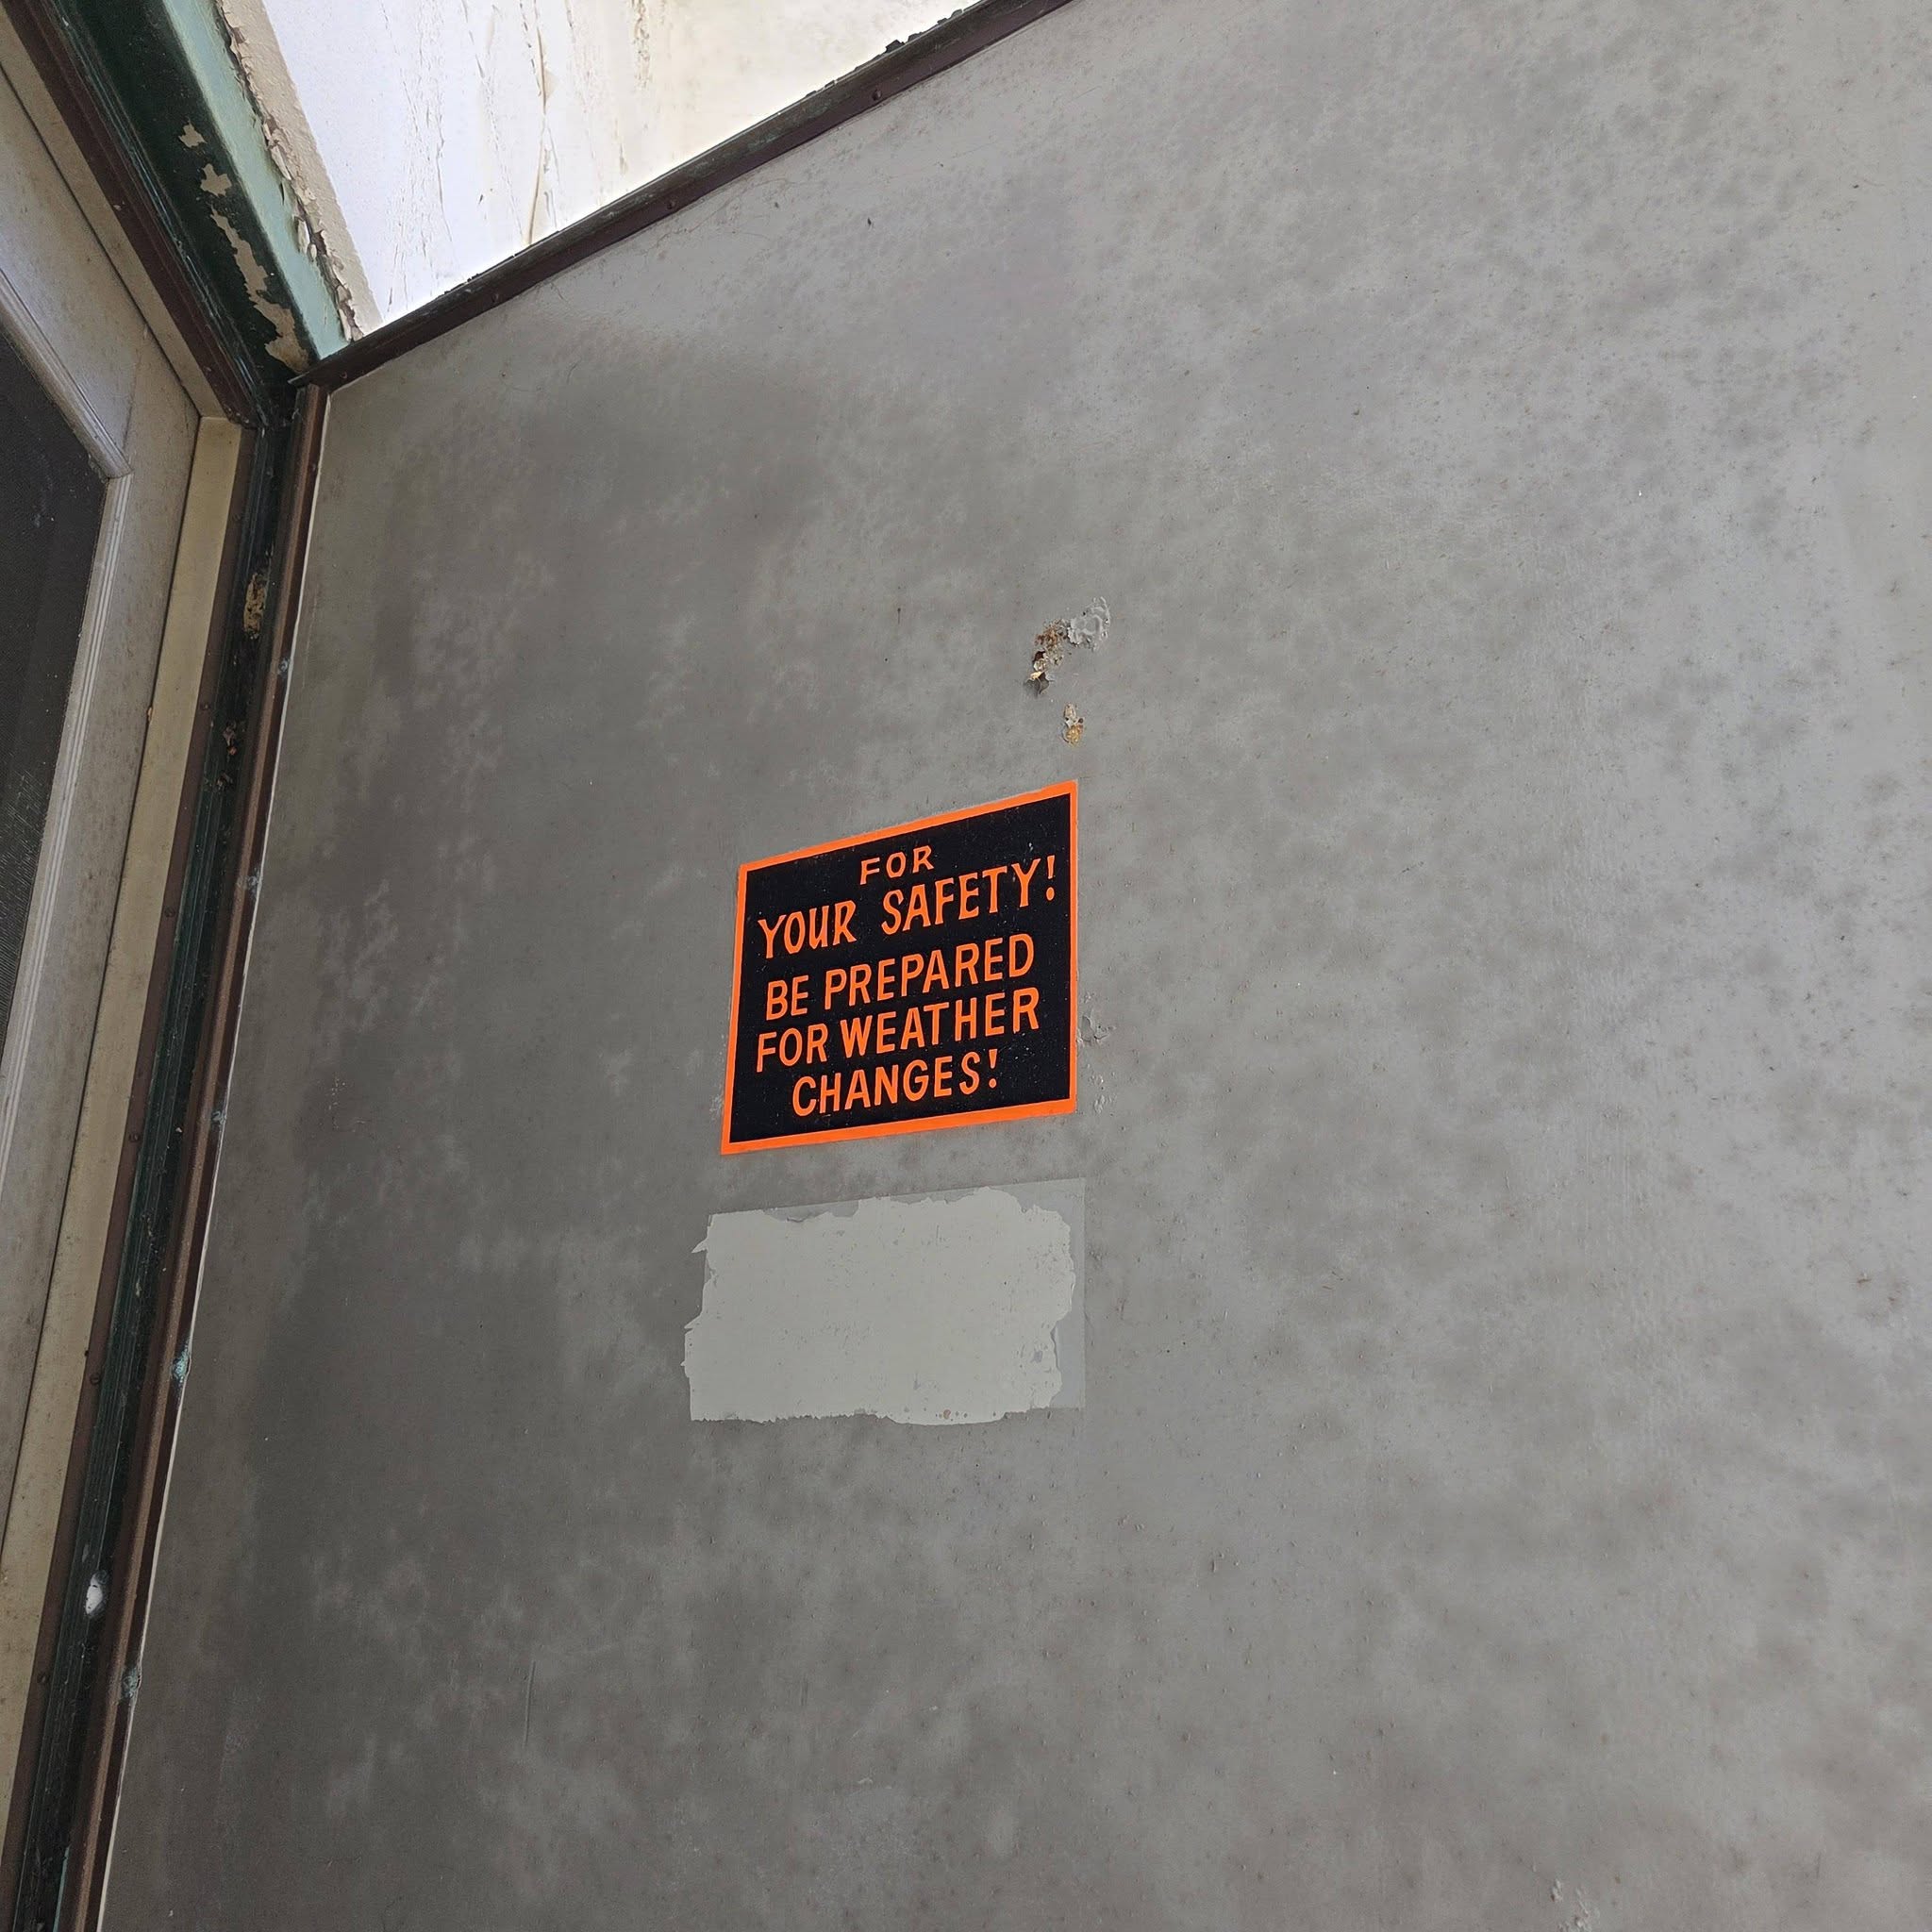 FOR
YOUR SAFETY!
BE PREPARED
FOR WEATHER
CHANGES!